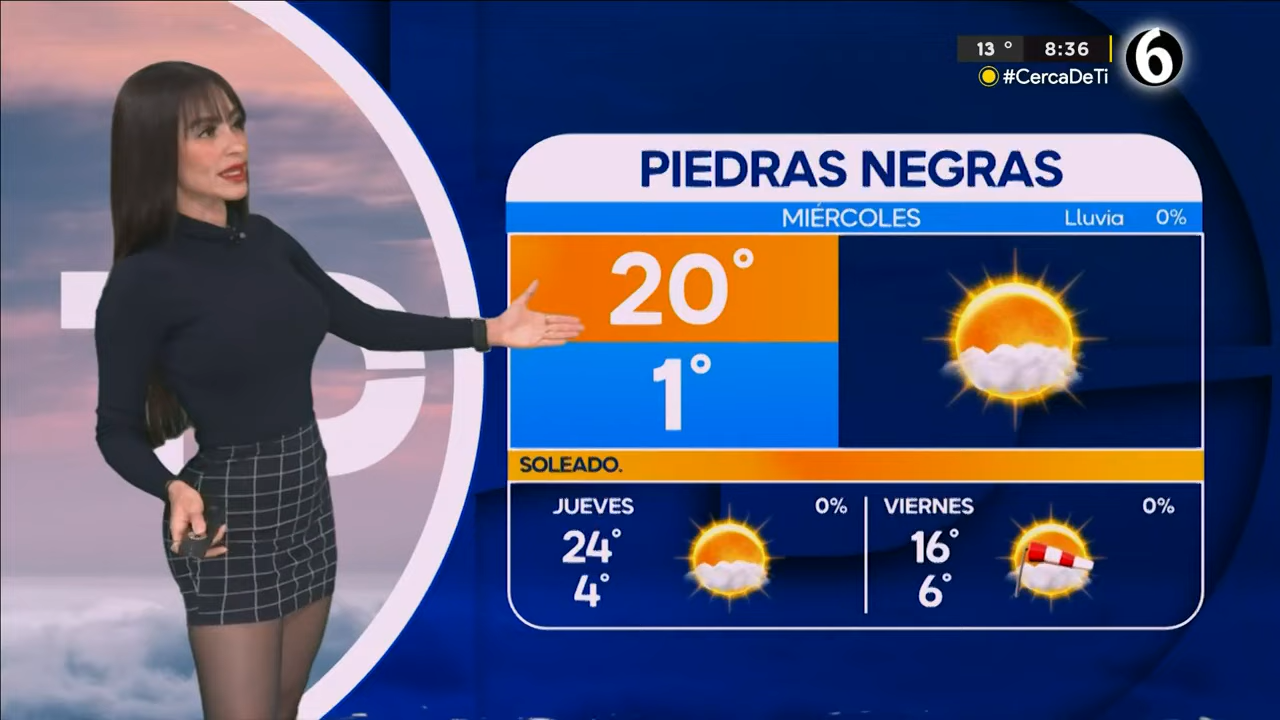 13 ° 8:36
6
#CercaDeTi
PIEDRAS NEGRAS
MIÉRCOLES Lluvia 0%
20°
1°
SOLEADO.
JUEVES 0% VIERNES 0%
24° 16°
4° 6°